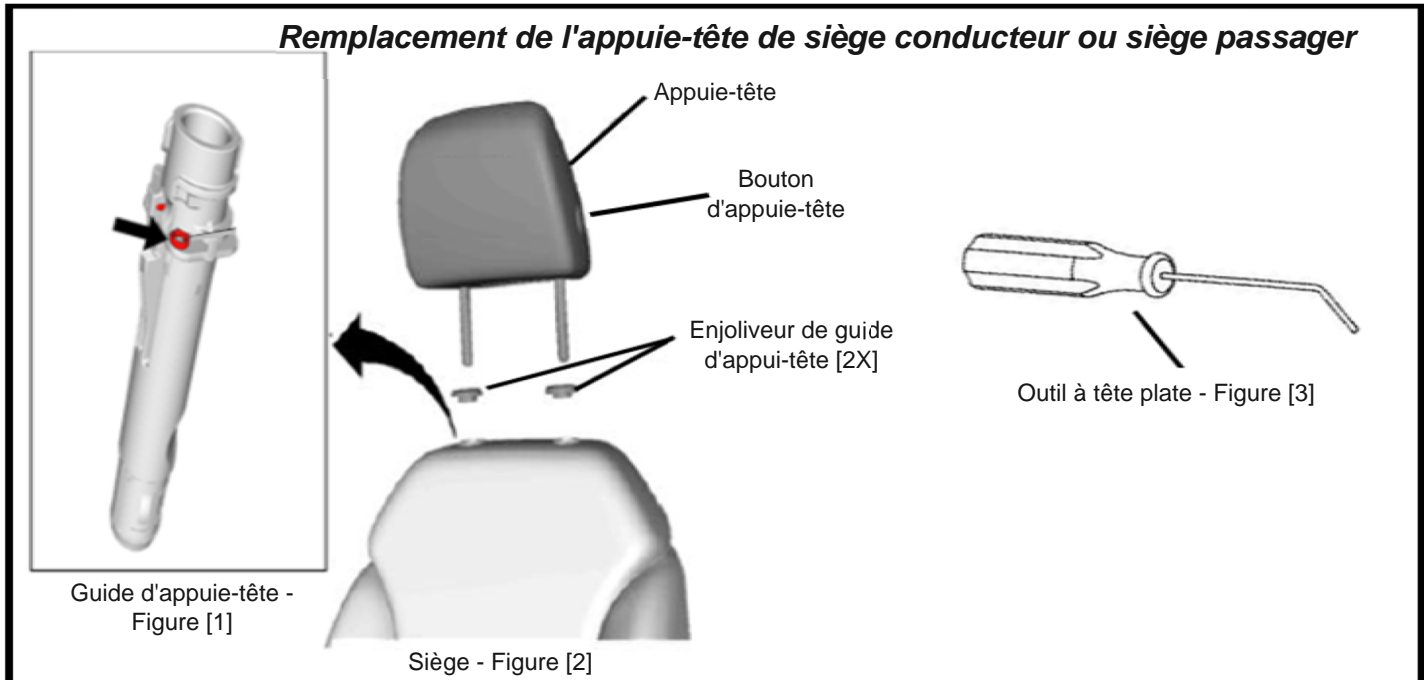 Remplacement de l'appuie-tête de siège conducteur ou siège passager
Appuie-tête
Bouton
d'appuie-tête
Enjoliveur de guide
d'appui-tête [2X]
Outil à tête plate - Figure [3]
Guide d'appuie-tête -
Figure [1]
Siège - Figure [2]